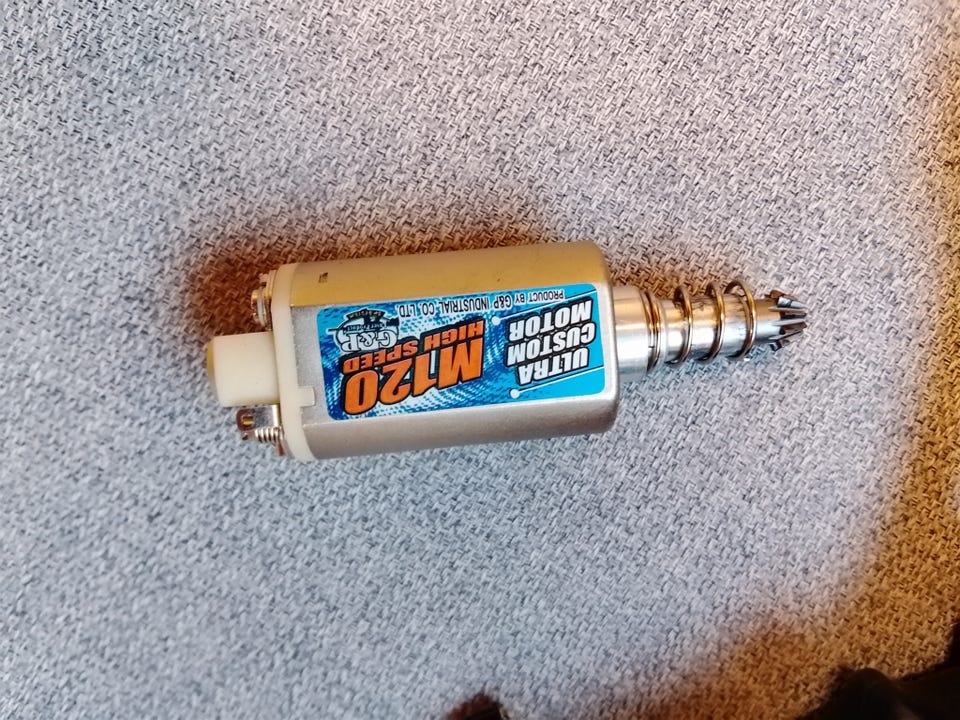 ULTRA
CUSTOM
MOTOR
M120
HIGH SPEED
G&P
PRODUCT BY G&P INDUSTRIAL CO, LTD